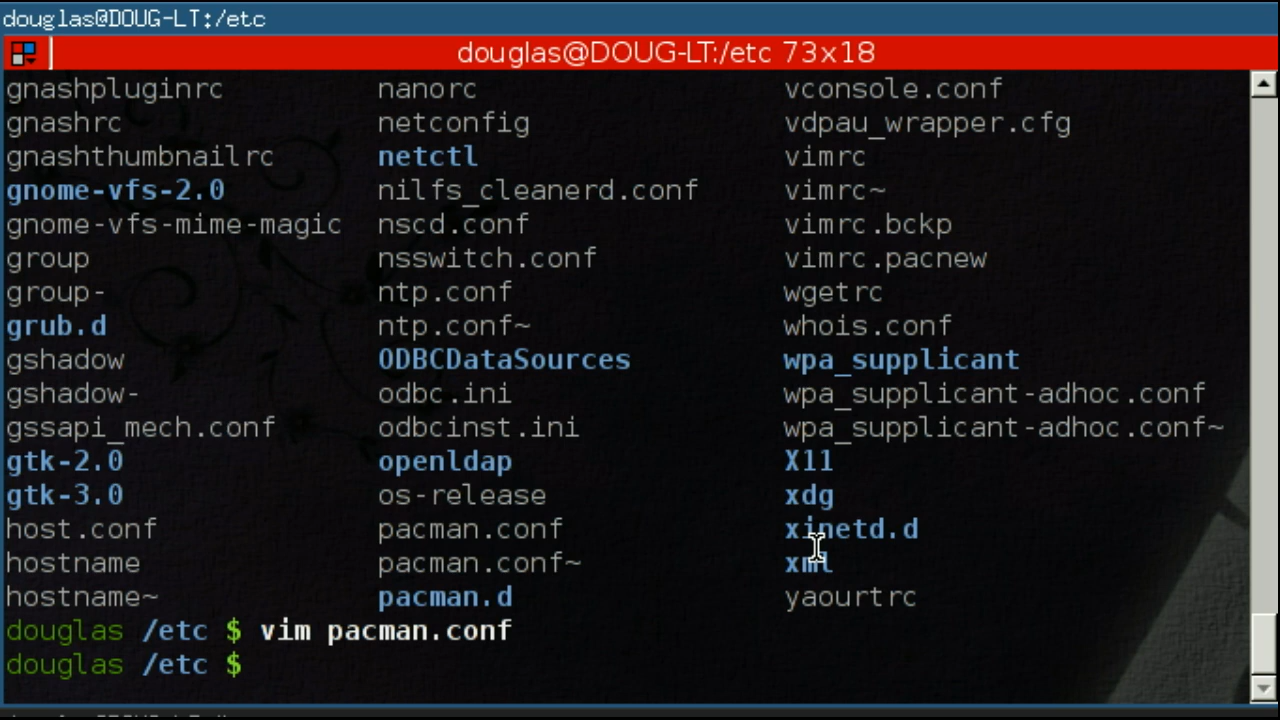 douglas@DOUG-LT:/etc
douglas@DOUG-LT:/etc 73x18
gnashpluginrc nanorc vconsole.conf
gnashrc netconfig vdpau_wrapper.cfg
gnashthumbnailrc netctl vimrc
gnome-vfs-2.0 nilfs_cleanerd.conf vimrc~
gnome-vfs-mime-magic nscd.conf vimrc.bckp
group nsswitch.conf vimrc.pacnew
group- ntp.conf wgetrc
grub.d ntp.conf~ whois.conf
gshadow ODBCDataSources wpa_supplicant
gshadow- odbc.ini wpa_supplicant-adhoc.conf
gssapi_mech.conf odbcinst.ini wpa_supplicant-adhoc.conf~
gtk-2.0 openldap X11
gtk-3.0 os-release xdg
host.conf pacman.conf xinetd.d
hostname pacman.conf~ xml
hostname~ pacman.d yaourtrc
douglas /etc $ vim pacman.conf
douglas /etc $